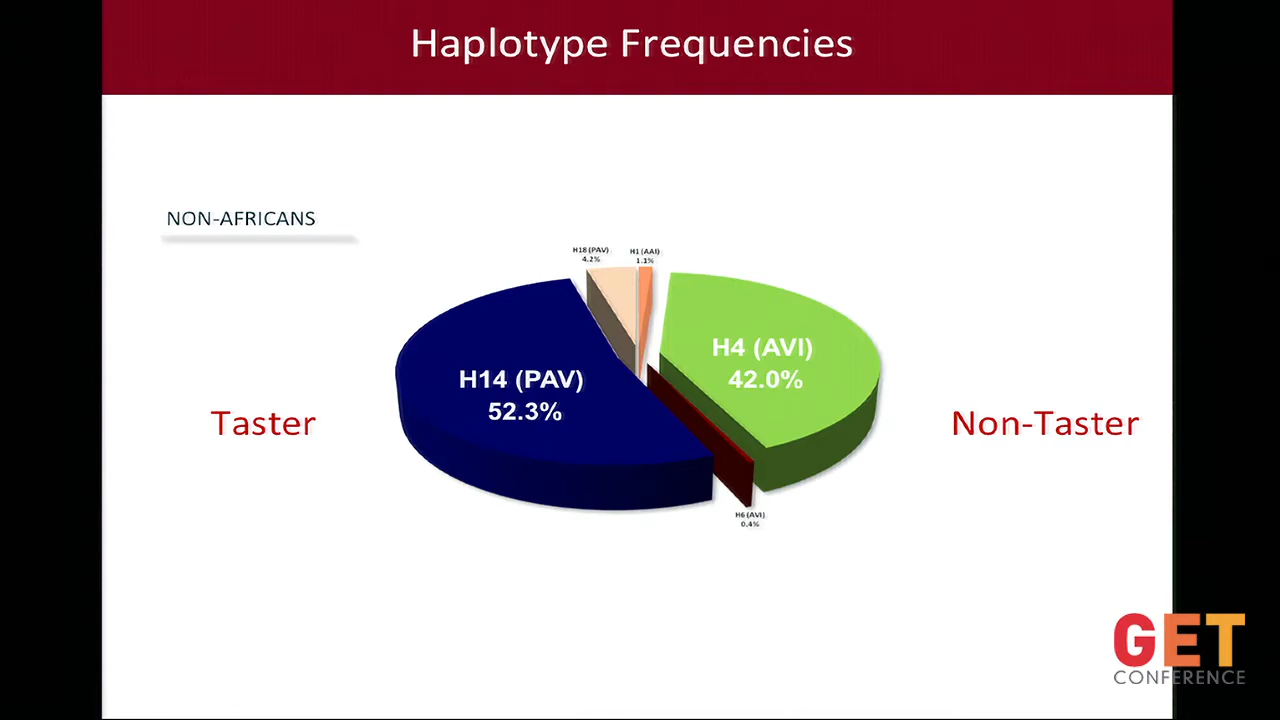 Haplotype Frequencies
NON-AFRICANS
H18 (PAV)
4.2%
H1 (AAI)
1.1%
H4 (AVI)
42.0%
H14 (PAV)
52.3%
Taster
Non-Taster
H6 (AVI)
0.4%
GET
CONFERENCE